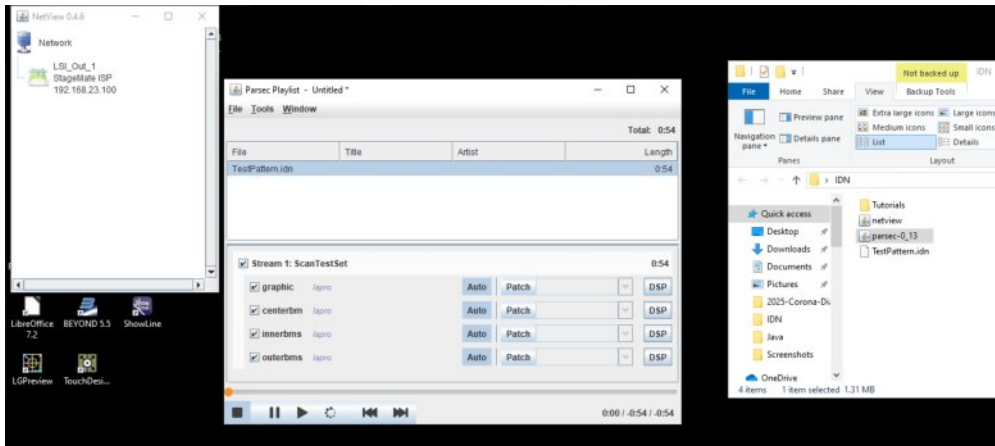 NetView 0.4.6
Network
LSI_Out_1
StageMate ISP
192.168.23.100
LibreOffice 7.2
BEYOND 5.5
ShowLine
LGPreview
TouchDesi...
Parsec Playlist - Untitled *
File Tools Window
Total: 0:54
File Title Artist Length
TestPattern.idn 0:54
Stream 1: ScanTestSet 0:54
graphic lapro Auto Patch DSP
centerbm lapro Auto Patch DSP
innerbms lapro Auto Patch DSP
outerbms lapro Auto Patch DSP
0:00 / -0:54 / -0:54
Not backed up IDN
File Home Share View Backup Tools
Navigation pane
Preview pane
Details pane
Panes
Extra large icons Large icons
Medium icons Small icons
List Details
Layout
IDN
Quick access
Desktop
Downloads
Documents
Pictures
2025-Corona-Di
IDN
Java
Screenshots
OneDrive
Tutorials
netview
parsec-0_13
TestPattern.idn
4 items 1 item selected 1.31 MB